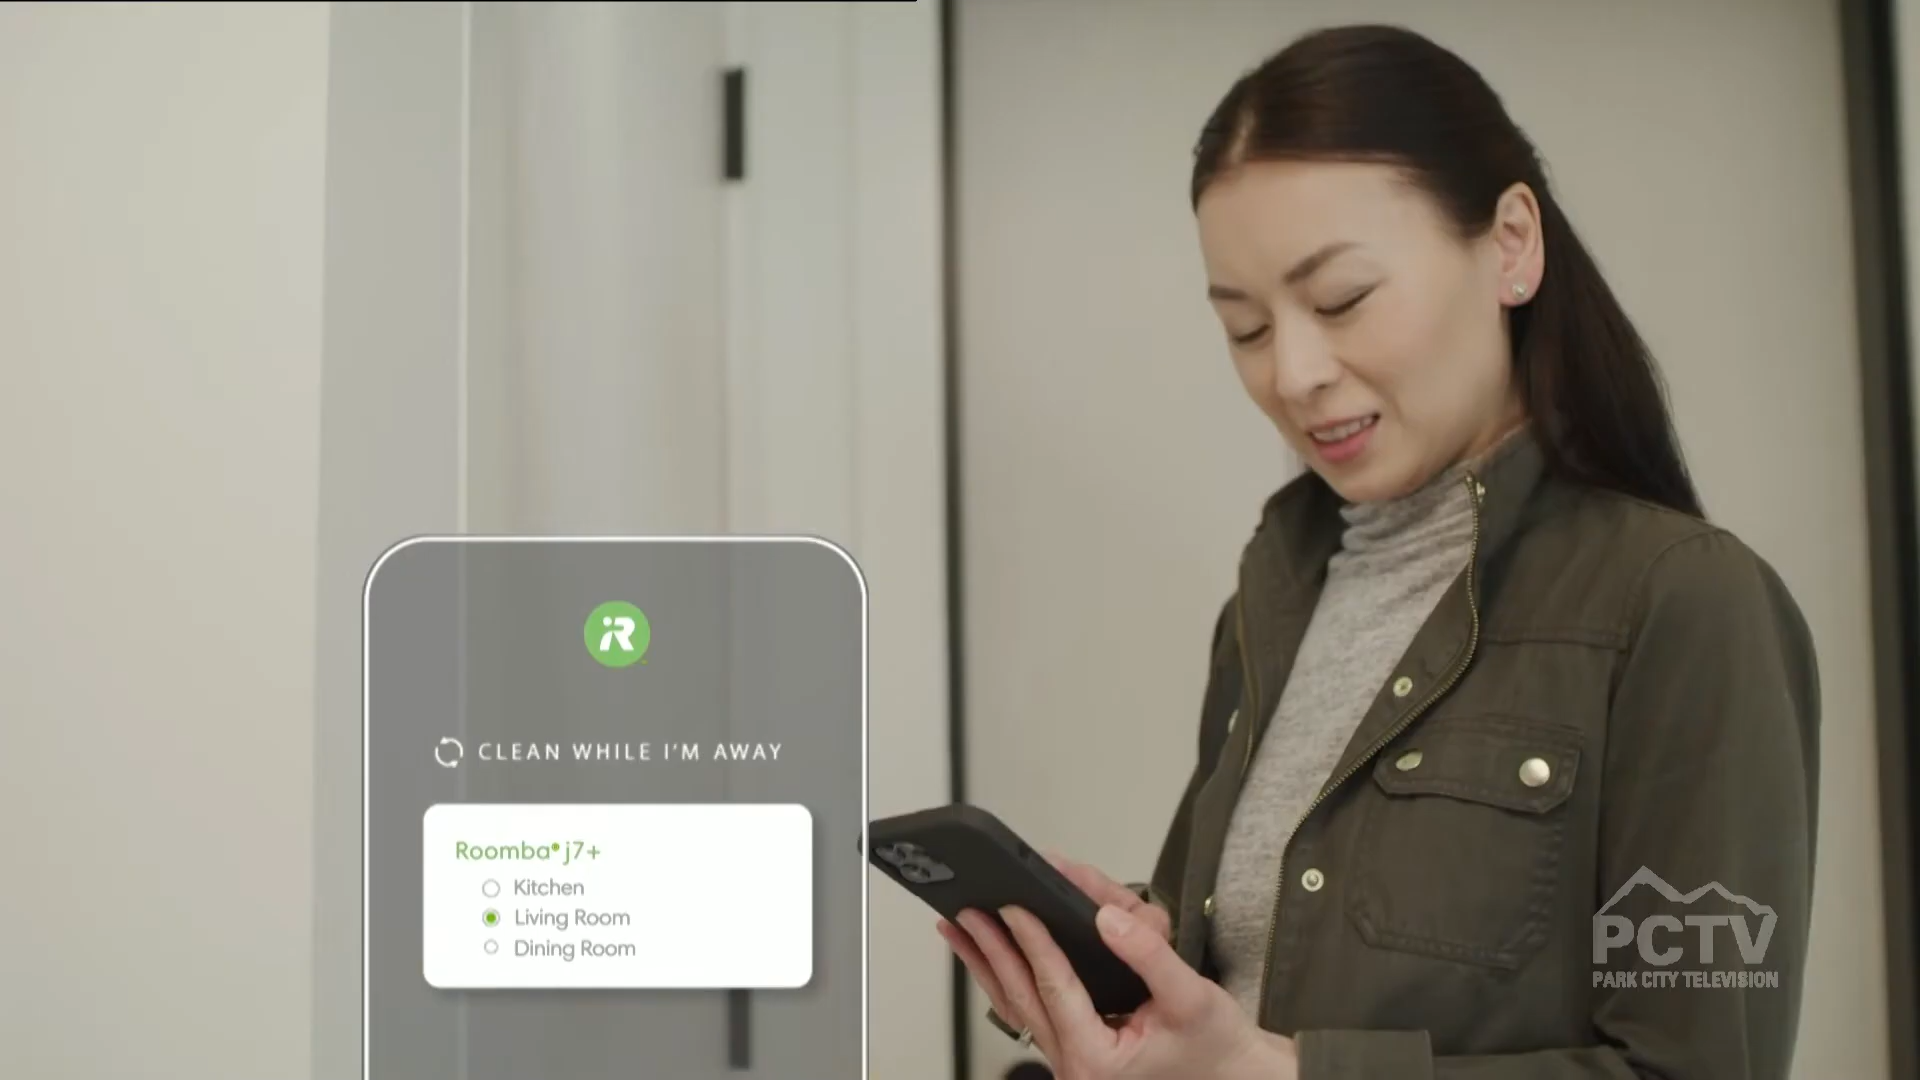 iR
CLEAN WHILE I'M AWAY
Roomba® j7+
Kitchen
Living Room
Dining Room
PCTV
PARK CITY TELEVISION